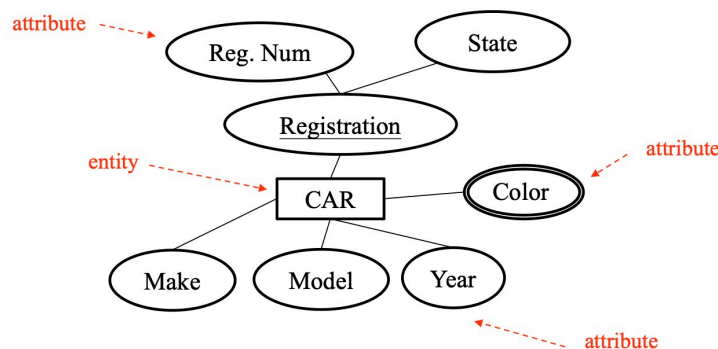 attribute
State
Reg. Num
Registration
attribute
entity
CAR
Color
Make
Model
Year
attribute